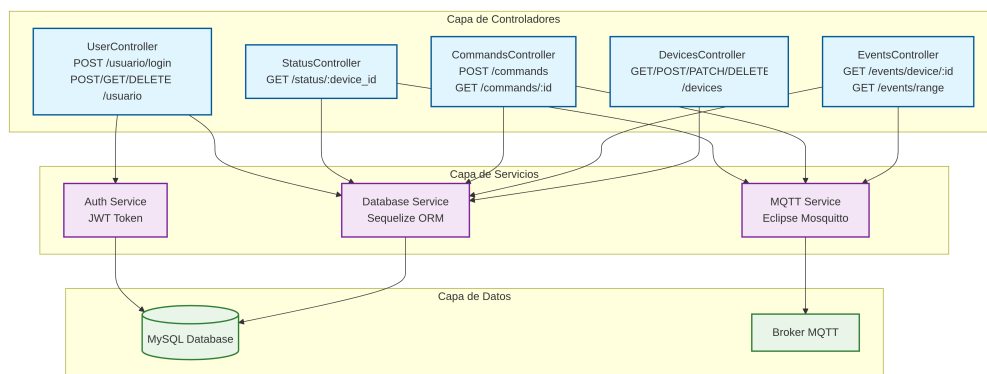 Capa de Controladores
UserController
POST /usuario/login
POST/GET/DELETE
/usuario
StatusController
GET /status/:device_id
CommandsController
POST /commands
GET /commands/:id
DevicesController
GET/POST/PATCH/DELETE
/devices
EventsController
GET /events/device/:id
GET /events/range
Capa de Servicios
Auth Service
JWT Token
Database Service
Sequelize ORM
MQTT Service
Eclipse Mosquitto
Capa de Datos
MySQL Database
Broker MQTT